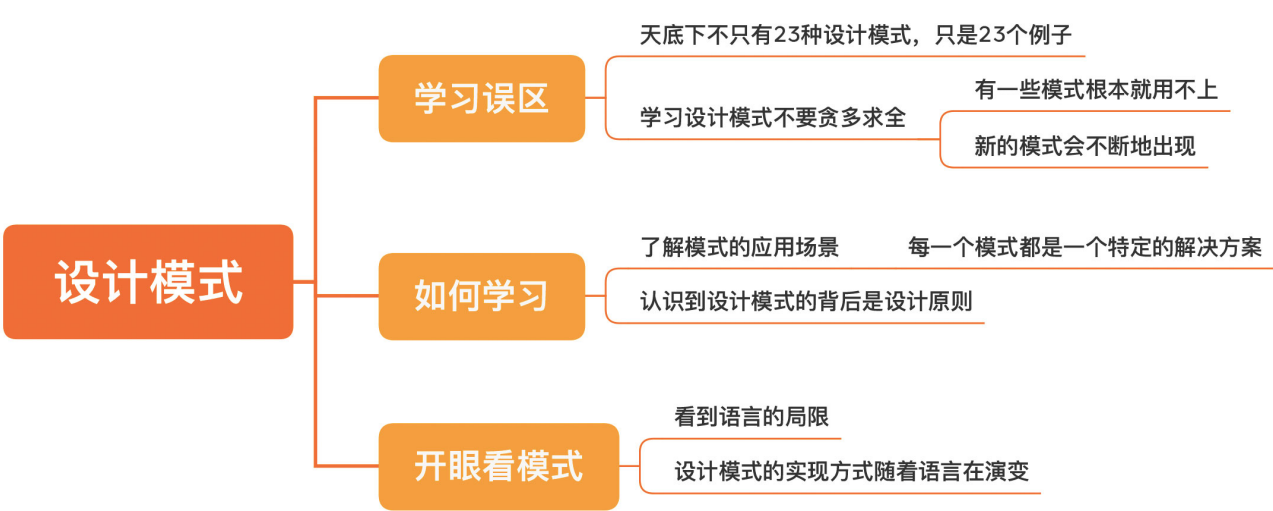 设计模式
学习误区
天底下不只有23种设计模式，只是23个例子
学习设计模式不要贪多求全
有一些模式根本就用不上
新的模式会不断地出现
如何学习
了解模式的应用场景
每一个模式都是一个特定的解决方案
认识到设计模式的背后是设计原则
开眼看模式
看到语言的局限
设计模式的实现方式随着语言在演变